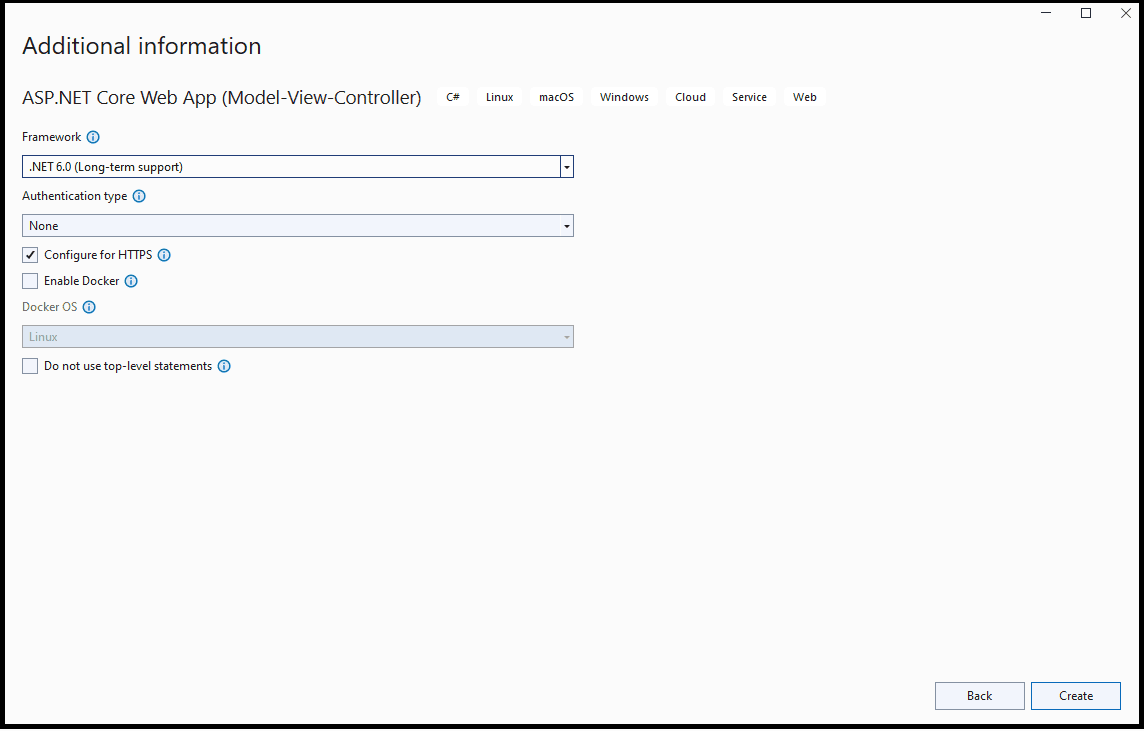 Additional information
ASP.NET Core Web App (Model-View-Controller) C# Linux macOS Windows Cloud Service Web
Framework
.NET 6.0 (Long-term support)
Authentication type
None
Configure for HTTPS
Enable Docker
Docker OS
Linux
Do not use top-level statements
Back Create